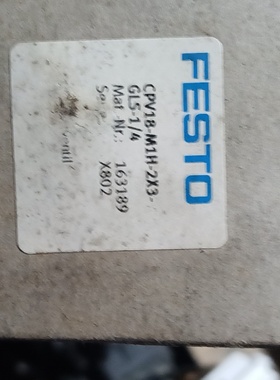 FESTO
CPV18-M1H-2X3-
GLS-1/4
Mat.-Nr.: 163189
X802